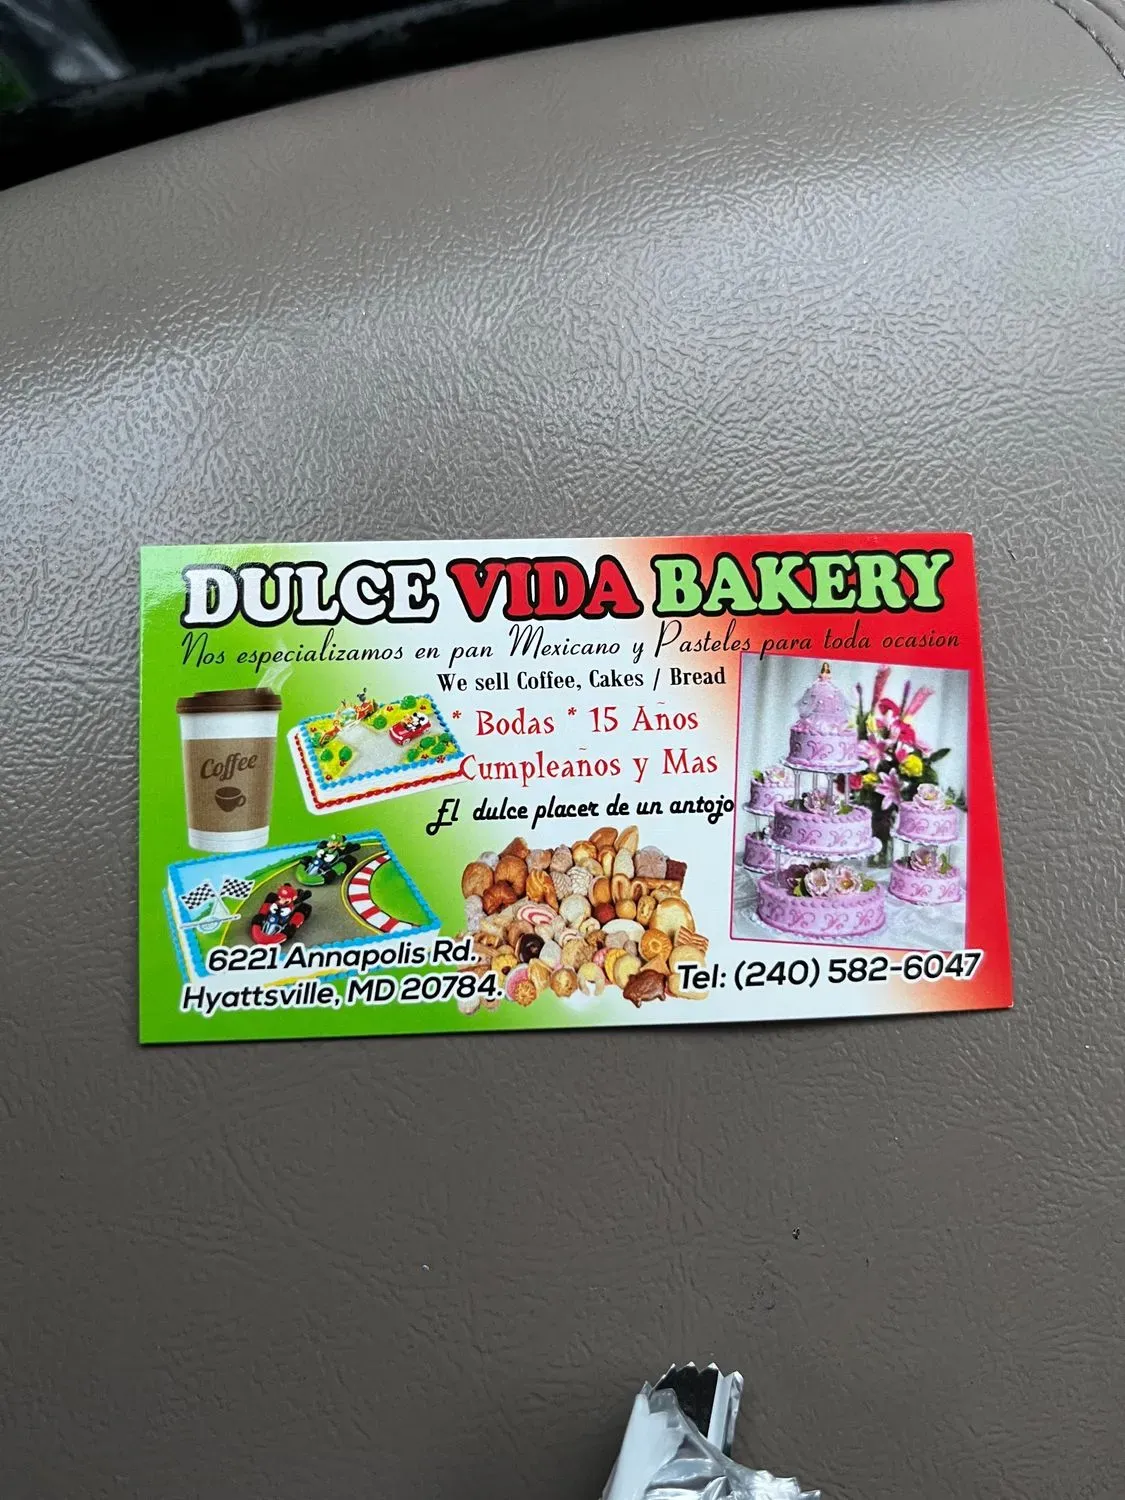 DULCE VIDA BAKERY
Nos especializamos en pan Mexicano y Pasteles para toda ocasion
We sell Coffee, Cakes / Bread
* Bodas * 15 Años
Cumpleaños y Mas
El dulce placer de un antojo
Coffee
6221 Annapolis Rd.
Hyattsville, MD 20784.
Tel: (240) 582-6047